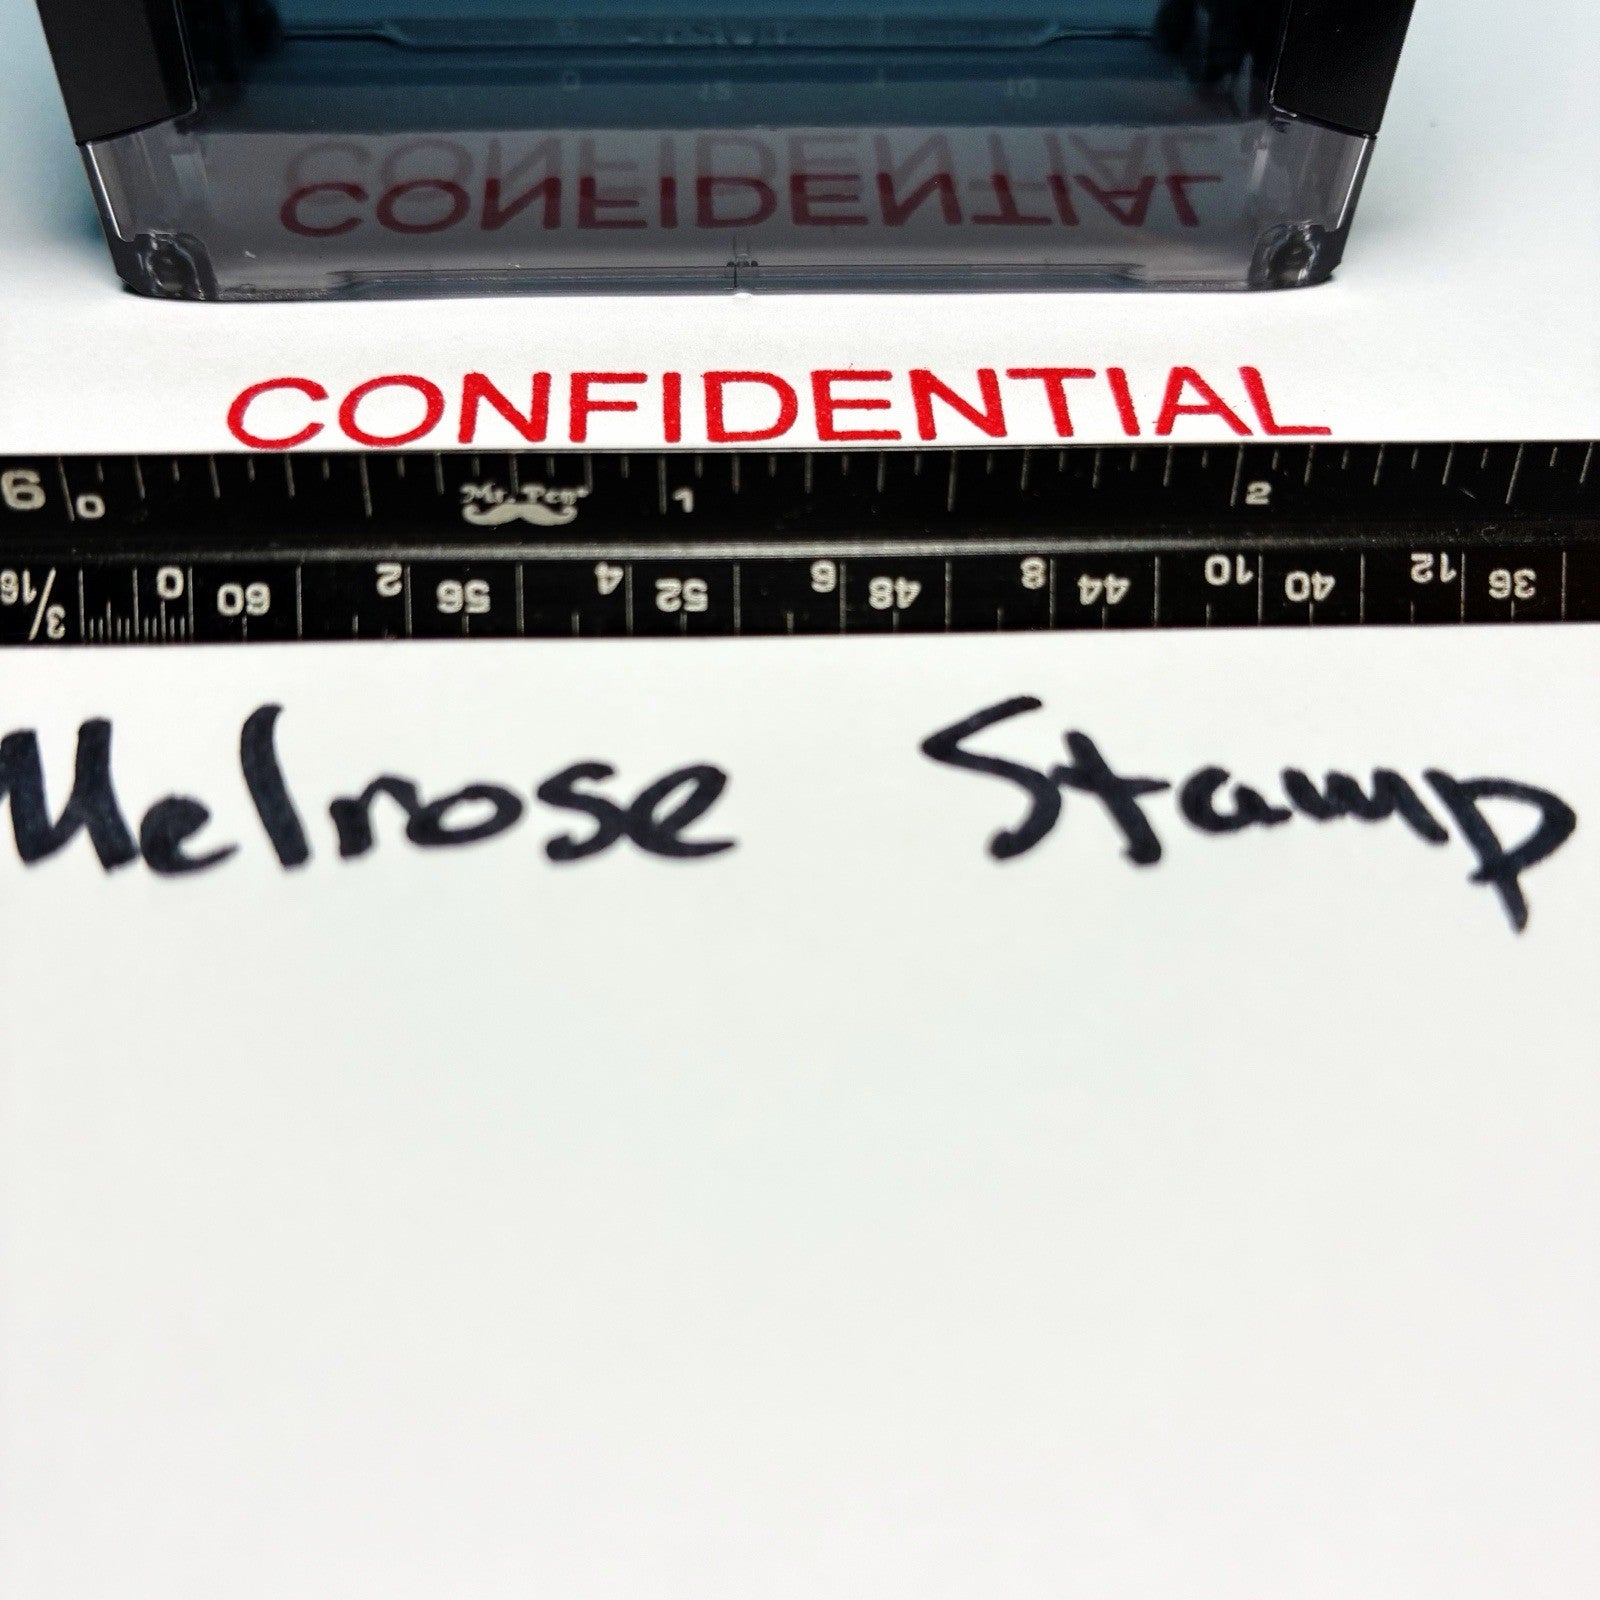 CONFIDENTIAL
CONFIDENTIAL
6 0 Mr. Pen 1 2
3/16 0 60 2 56 4 52 6 48 8 44 10 40 12 36
Melrose Stamp